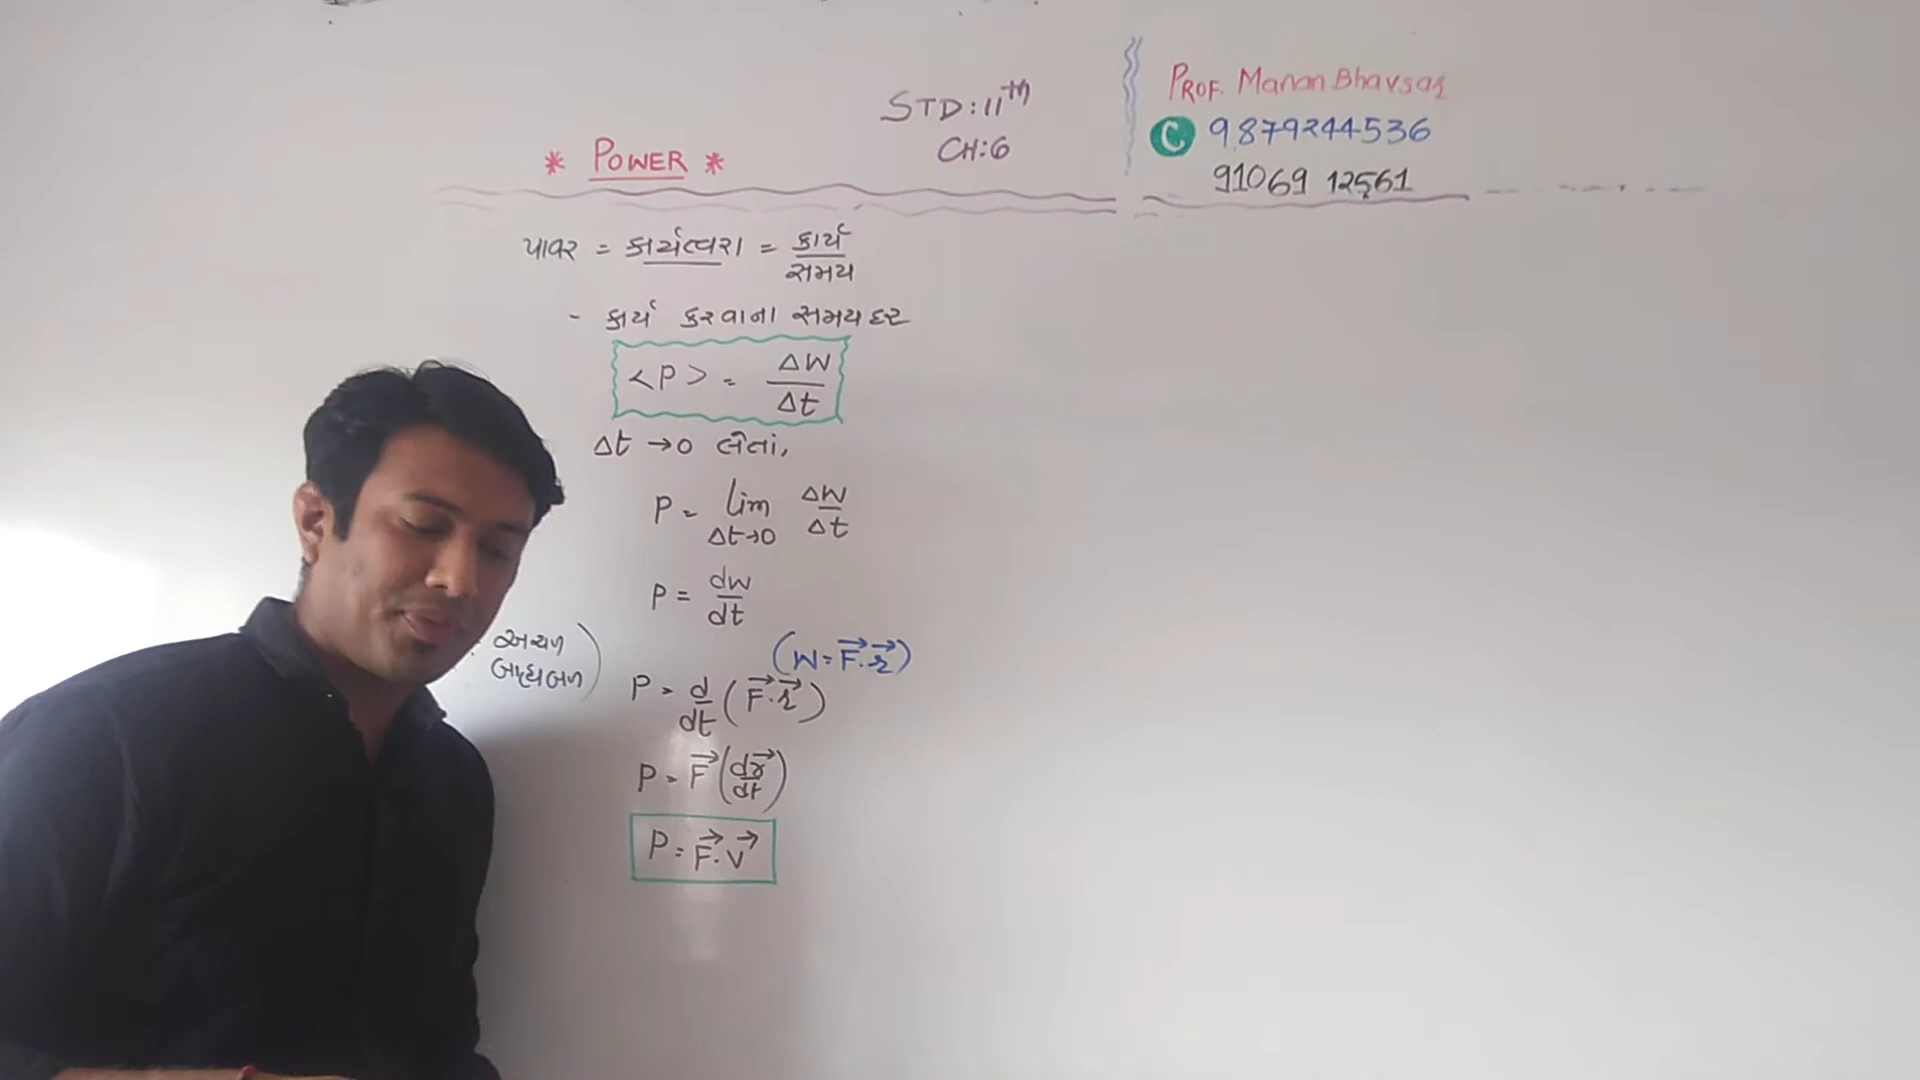 STD:11th
CH:6
* POWER *
PROF. Manan Bhavsar
9879244536
91069 12561
પાવર = કાર્યત્વરા = કાર્ય / સમય
- કાર્ય કરવાના સમયદર
<P> = ΔW / Δt
Δt →0 લેતાં,
P = lim Δt→0 ΔW / Δt
P = dw / dt
અચળ
બાહ્યબળ)
(W = F⃗.r⃗)
P = d/dt (F⃗.r⃗)
P = F⃗ (dr⃗/dt)
P = F⃗.v⃗